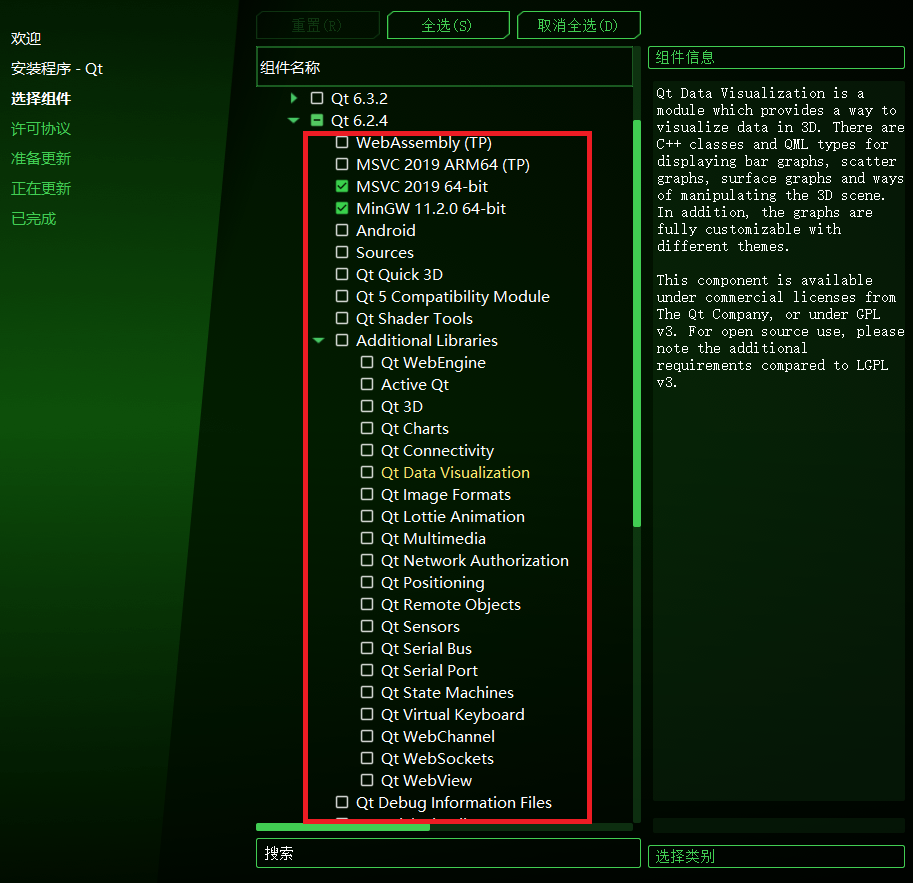 欢迎
安装程序 - Qt
选择组件
许可协议
准备更新
正在更新
已完成
重置(R)
全选(S)
取消全选(D)
组件名称
Qt 6.3.2
Qt 6.2.4
WebAssembly (TP)
MSVC 2019 ARM64 (TP)
MSVC 2019 64-bit
MinGW 11.2.0 64-bit
Android
Sources
Qt Quick 3D
Qt 5 Compatibility Module
Qt Shader Tools
Additional Libraries
Qt WebEngine
Active Qt
Qt 3D
Qt Charts
Qt Connectivity
Qt Data Visualization
Qt Image Formats
Qt Lottie Animation
Qt Multimedia
Qt Network Authorization
Qt Positioning
Qt Remote Objects
Qt Sensors
Qt Serial Bus
Qt Serial Port
Qt State Machines
Qt Virtual Keyboard
Qt WebChannel
Qt WebSockets
Qt WebView
Qt Debug Information Files
搜索
组件信息
Qt Data Visualization is a
module which provides a way to
visualize data in 3D. There are
C++ classes and QML types for
displaying bar graphs, scatter
graphs, surface graphs and ways
of manipulating the 3D scene.
In addition, the graphs are
fully customizable with
different themes.
This component is available
under commercial licenses from
The Qt Company, or under GPL
v3. For open source use, please
note the additional
requirements compared to LGPL
v3.
选择类别